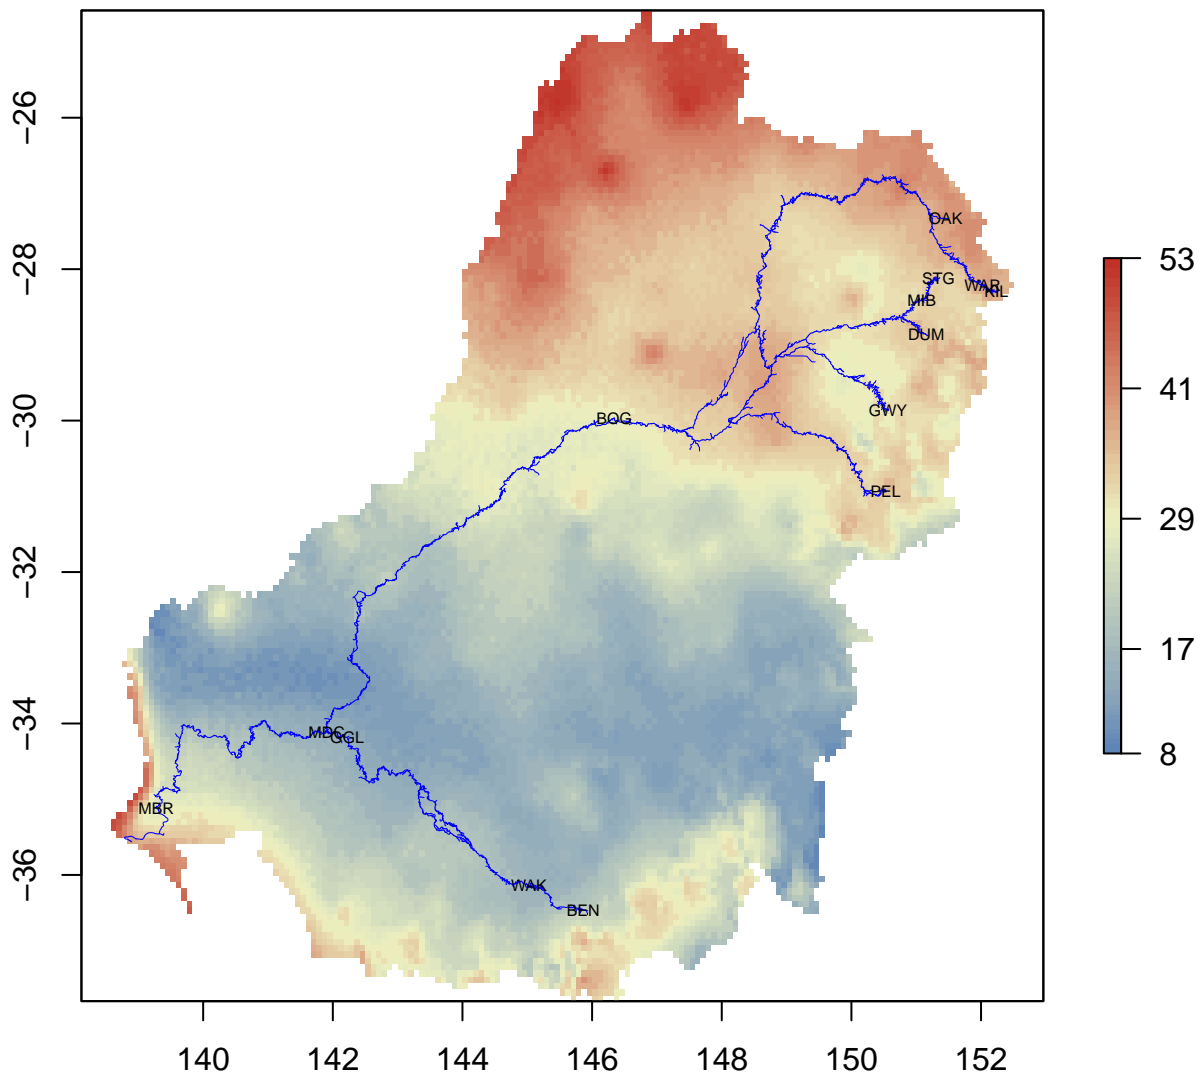 −26
−28
−30
−32
−34
−36
140
142
144
146
148
150
152
53
41
29
17
8
OAK
WAR
KIL
STG
MIB
DUM
GWY
BOG
PEL
MDC
GGL
MBR
WAK
BEN